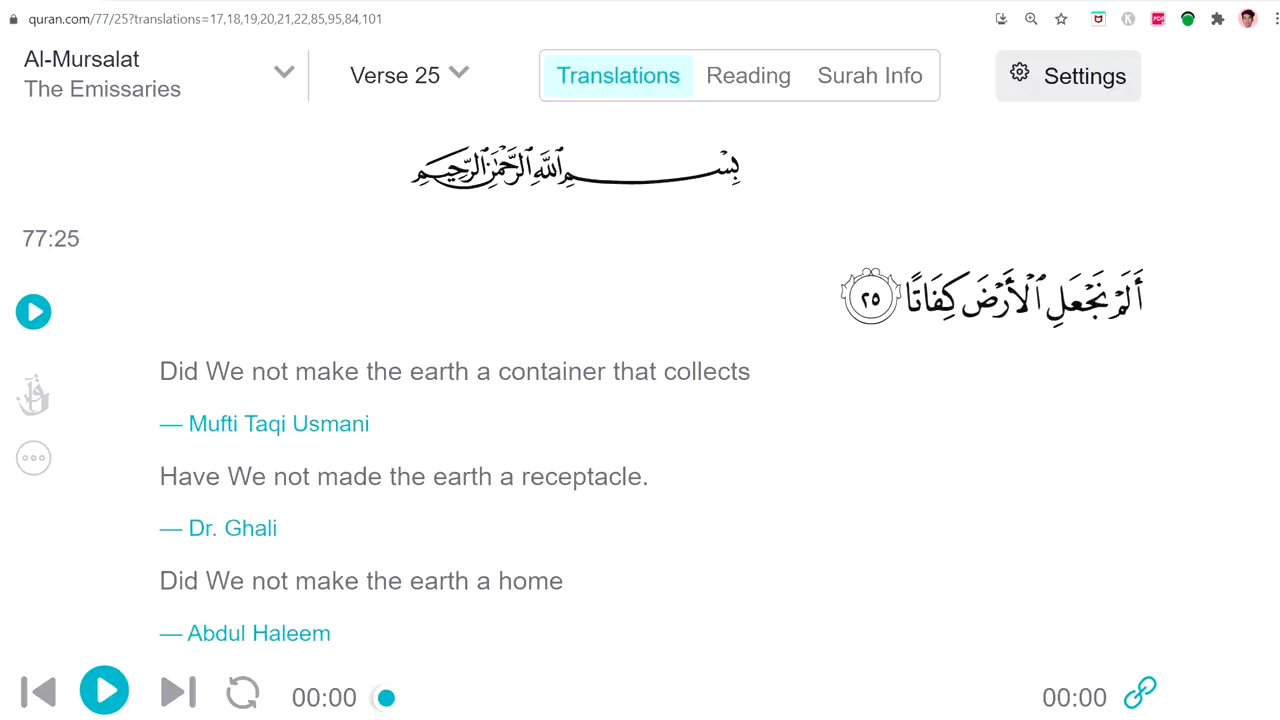 quran.com/77/25?translations=17,18,19,20,21,22,85,95,84,101
Al-Mursalat
The Emissaries
Verse 25
Translations
Reading
Surah Info
Settings
بِسْمِ ٱللَّهِ ٱلرَّحْمَٰنِ ٱلرَّحِيمِ
77:25
أَلَمْ نَجْعَلِ ٱلْأَرْضَ كِفَاتًا ٢٥
Did We not make the earth a container that collects
— Mufti Taqi Usmani
Have We not made the earth a receptacle.
— Dr. Ghali
Did We not make the earth a home
— Abdul Haleem
00:00
00:00